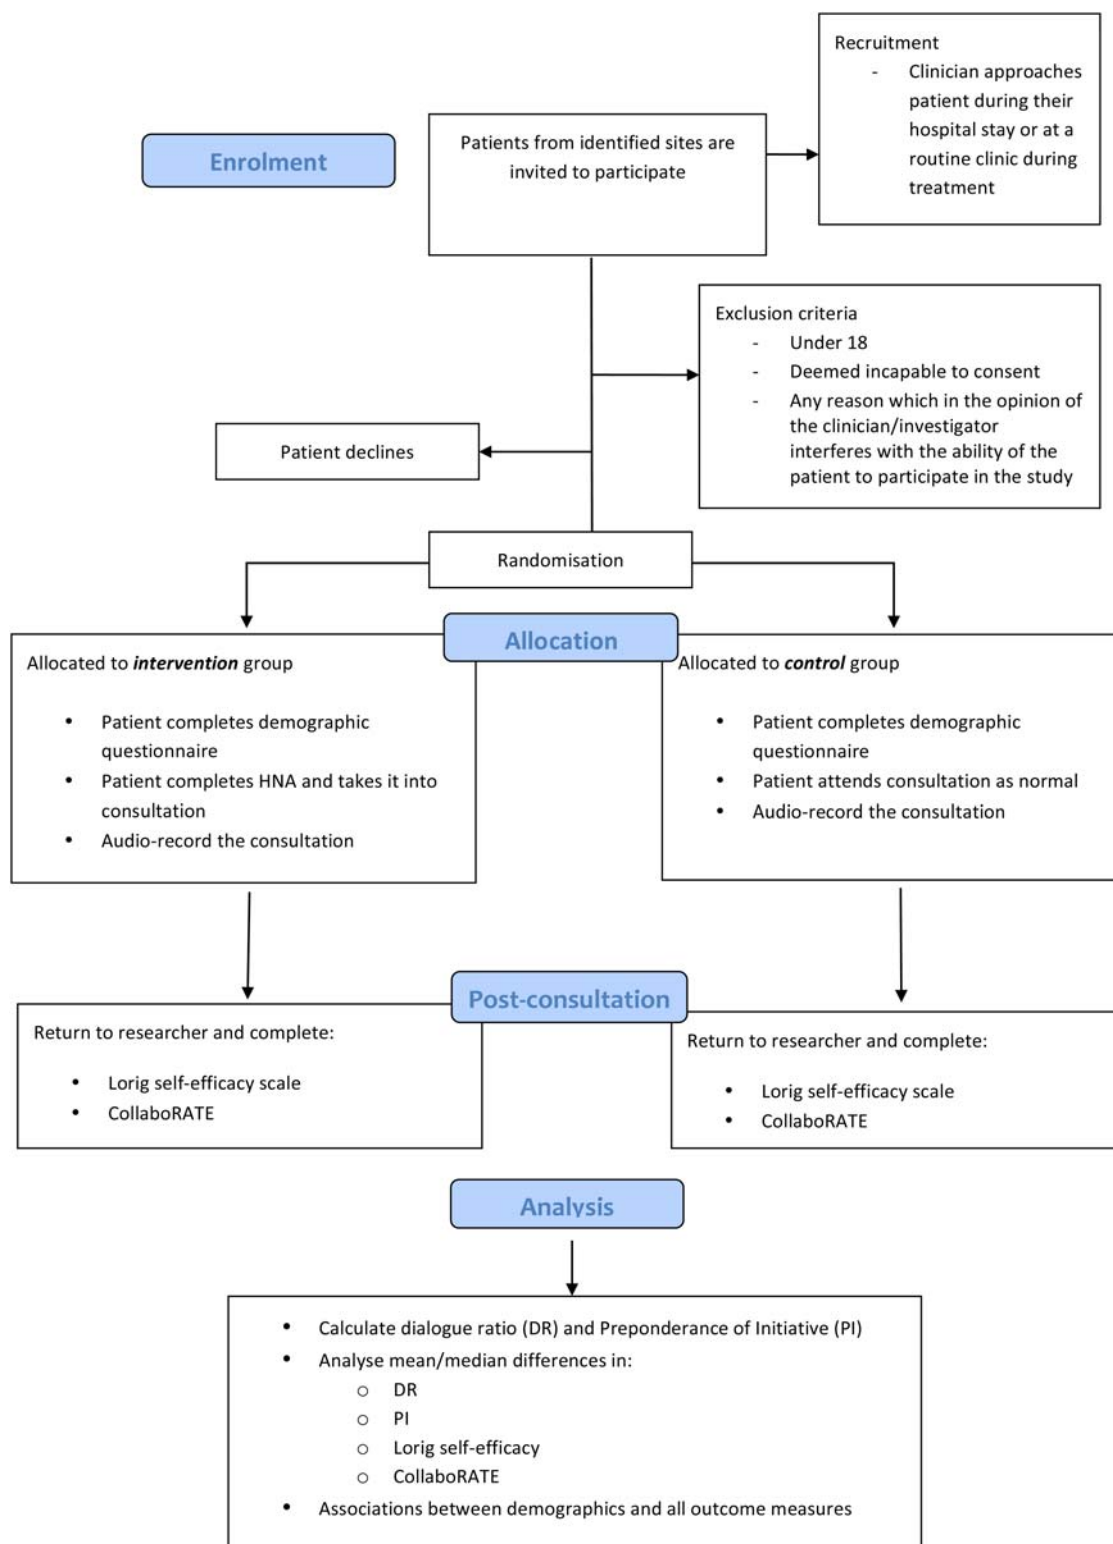 Recruitment
- Clinician approaches
patient during their
hospital stay or at a
routine clinic during
treatment
Enrolment
Patients from identified sites are
invited to participate
Exclusion criteria
- Under 18
- Deemed incapable to consent
- Any reason which in the opinion of
the clinician/investigator
interferes with the ability of the
patient to participate in the study
Patient declines
Randomisation
Allocation
Allocated to intervention group
• Patient completes demographic
questionnaire
• Patient completes HNA and takes it into
consultation
• Audio-record the consultation
Allocated to control group
• Patient completes demographic
questionnaire
• Patient attends consultation as normal
• Audio-record the consultation
Post-consultation
Return to researcher and complete:
• Lorig self-efficacy scale
• CollaboRATE
Return to researcher and complete:
• Lorig self-efficacy scale
• CollaboRATE
Analysis
• Calculate dialogue ratio (DR) and Preponderance of Initiative (PI)
• Analyse mean/median differences in:
o DR
o PI
o Lorig self-efficacy
o CollaboRATE
• Associations between demographics and all outcome measures